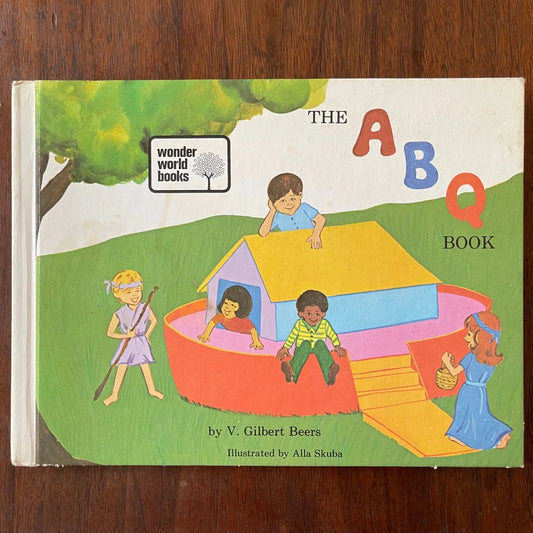 THE
A
B
Q
BOOK
wonder
world
books
by V. Gilbert Beers
Illustrated by Alla Skuba